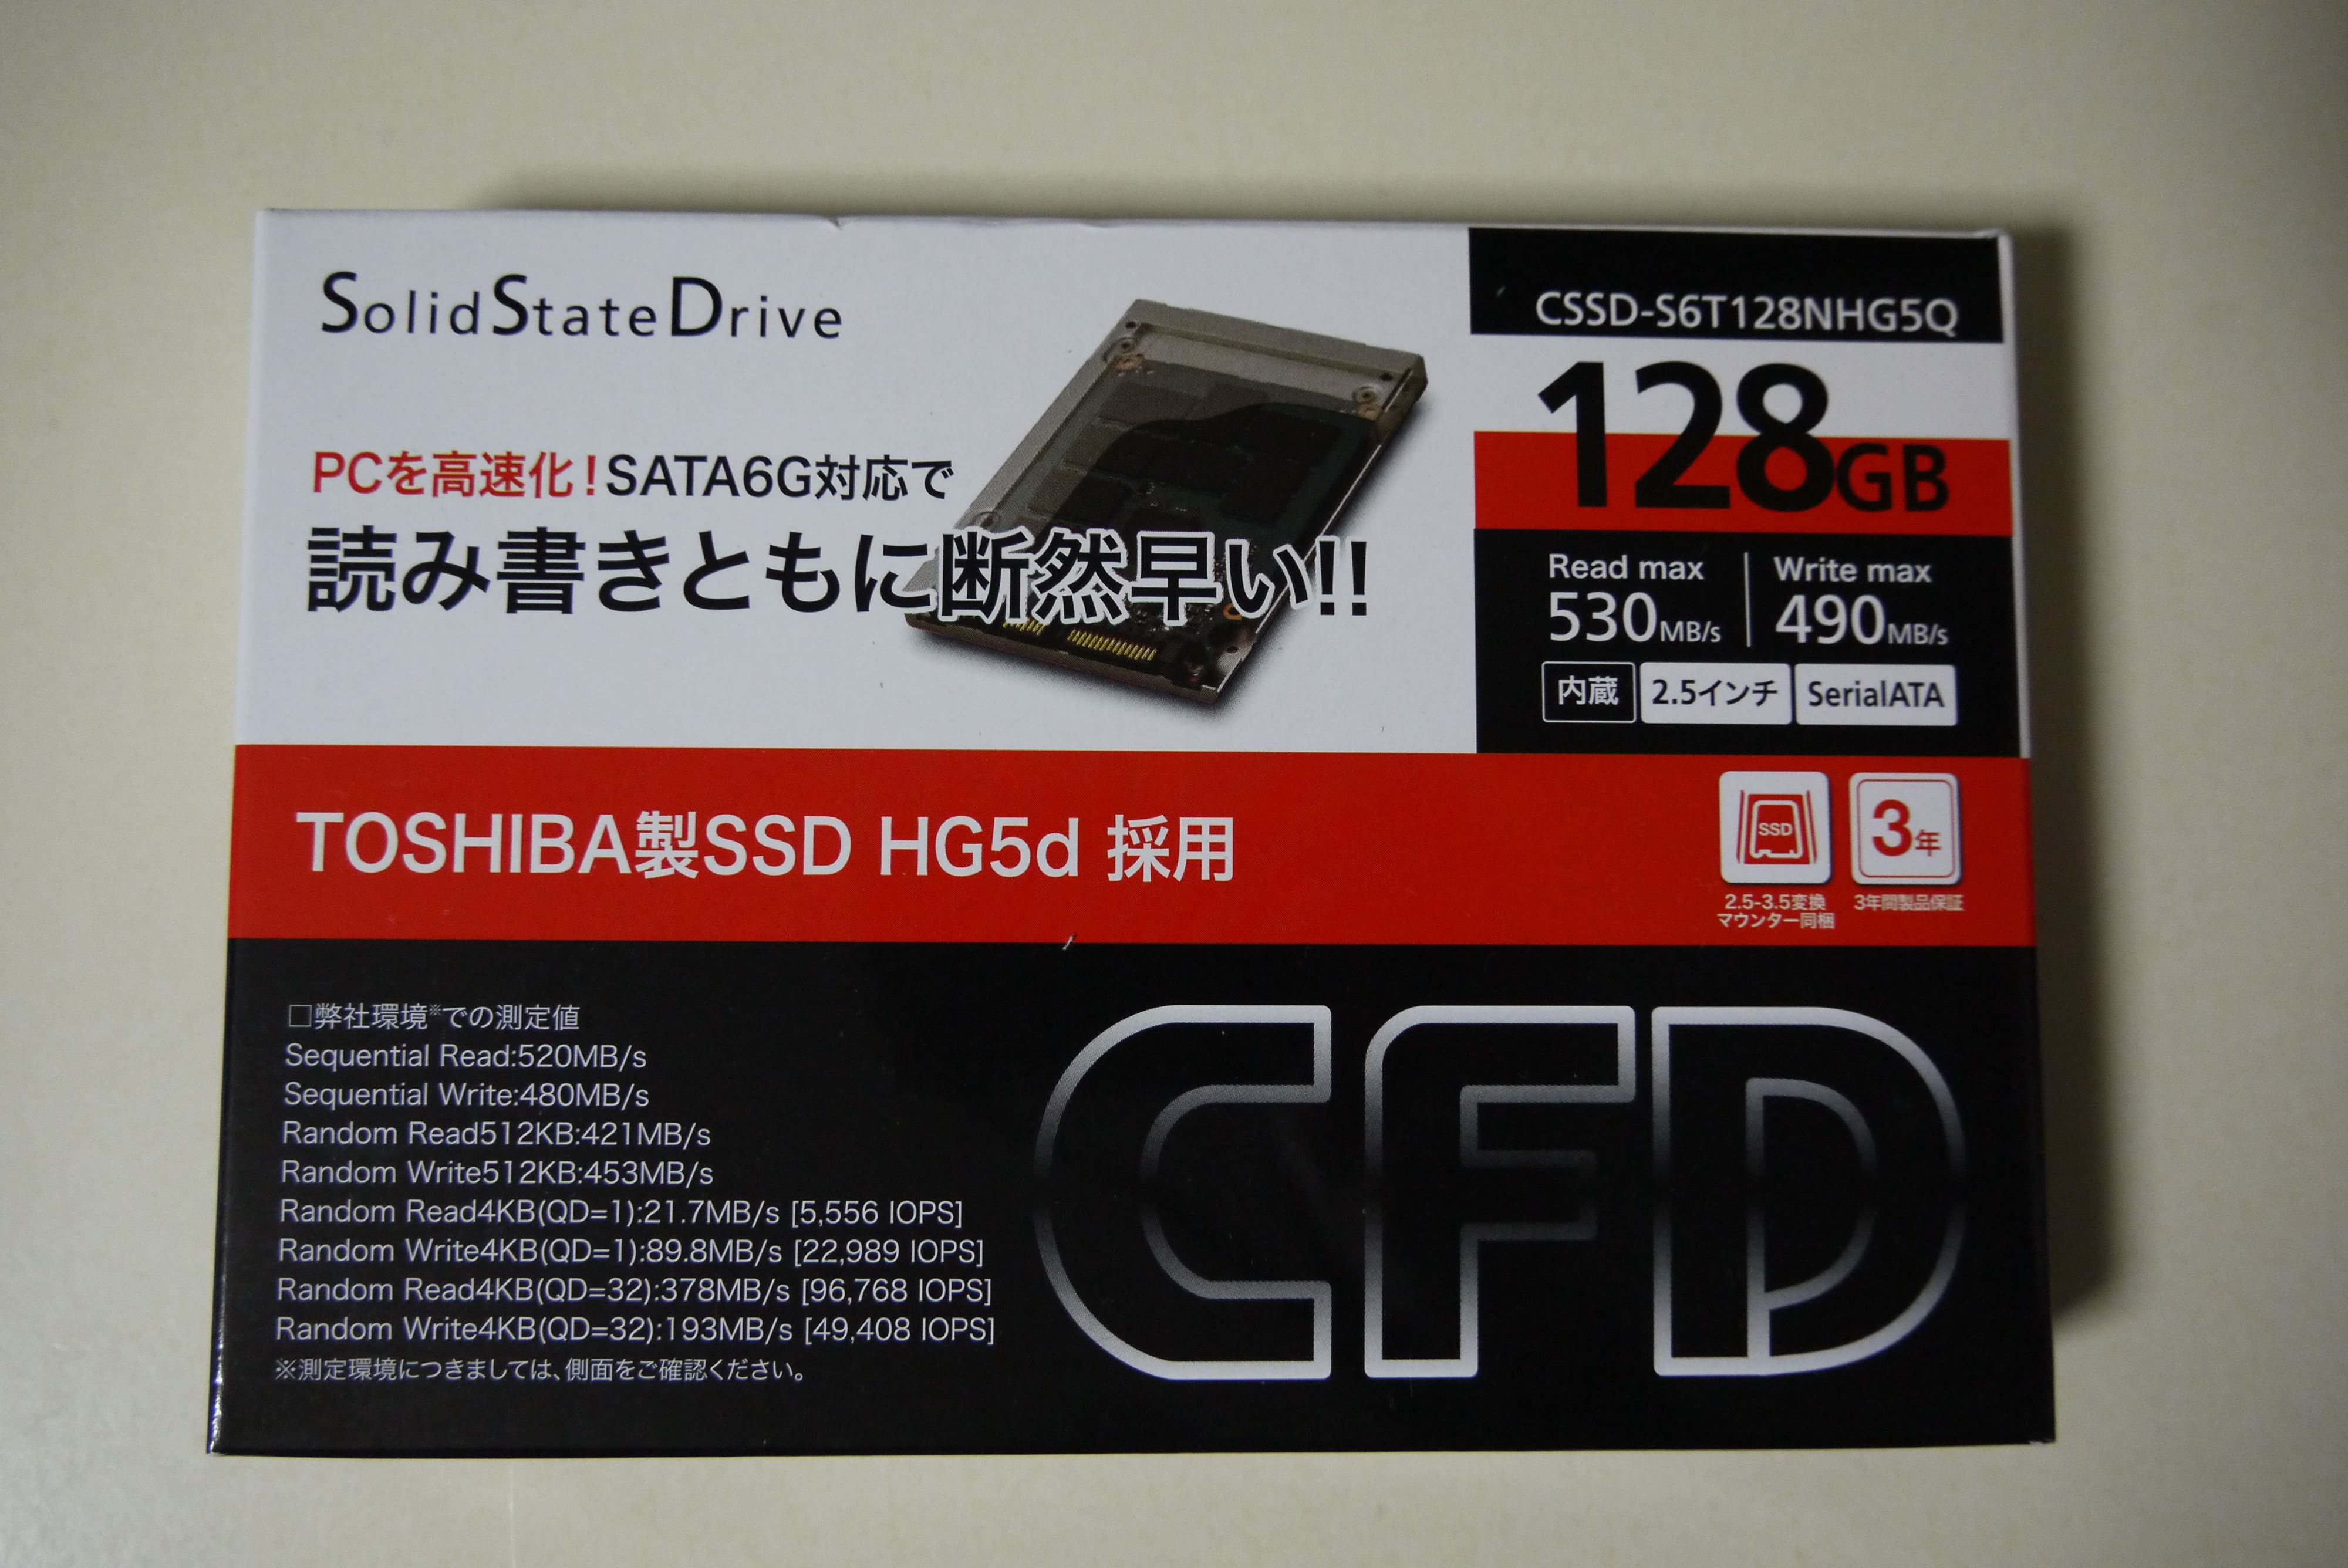 SolidStateDrive
PCを高速化!SATA6G対応で
読み書きともに断然早い!!
CSSD-S6T128NHG5Q
128GB
Read max
530MB/s
Write max
490MB/s
内蔵 2.5インチ SerialATA
TOSHIBA製SSD HG5d 採用
SSD
2.5-3.5変換
マウンター同梱
3年
3年間製品保証
□弊社環境※での測定値
Sequential Read:520MB/s
Sequential Write:480MB/s
Random Read512KB:421MB/s
Random Write512KB:453MB/s
Random Read4KB(QD=1):21.7MB/s [5,556 IOPS]
Random Write4KB(QD=1):89.8MB/s [22,989 IOPS]
Random Read4KB(QD=32):378MB/s [96,768 IOPS]
Random Write4KB(QD=32):193MB/s [49,408 IOPS]
※測定環境につきましては、側面をご確認ください。
CFD